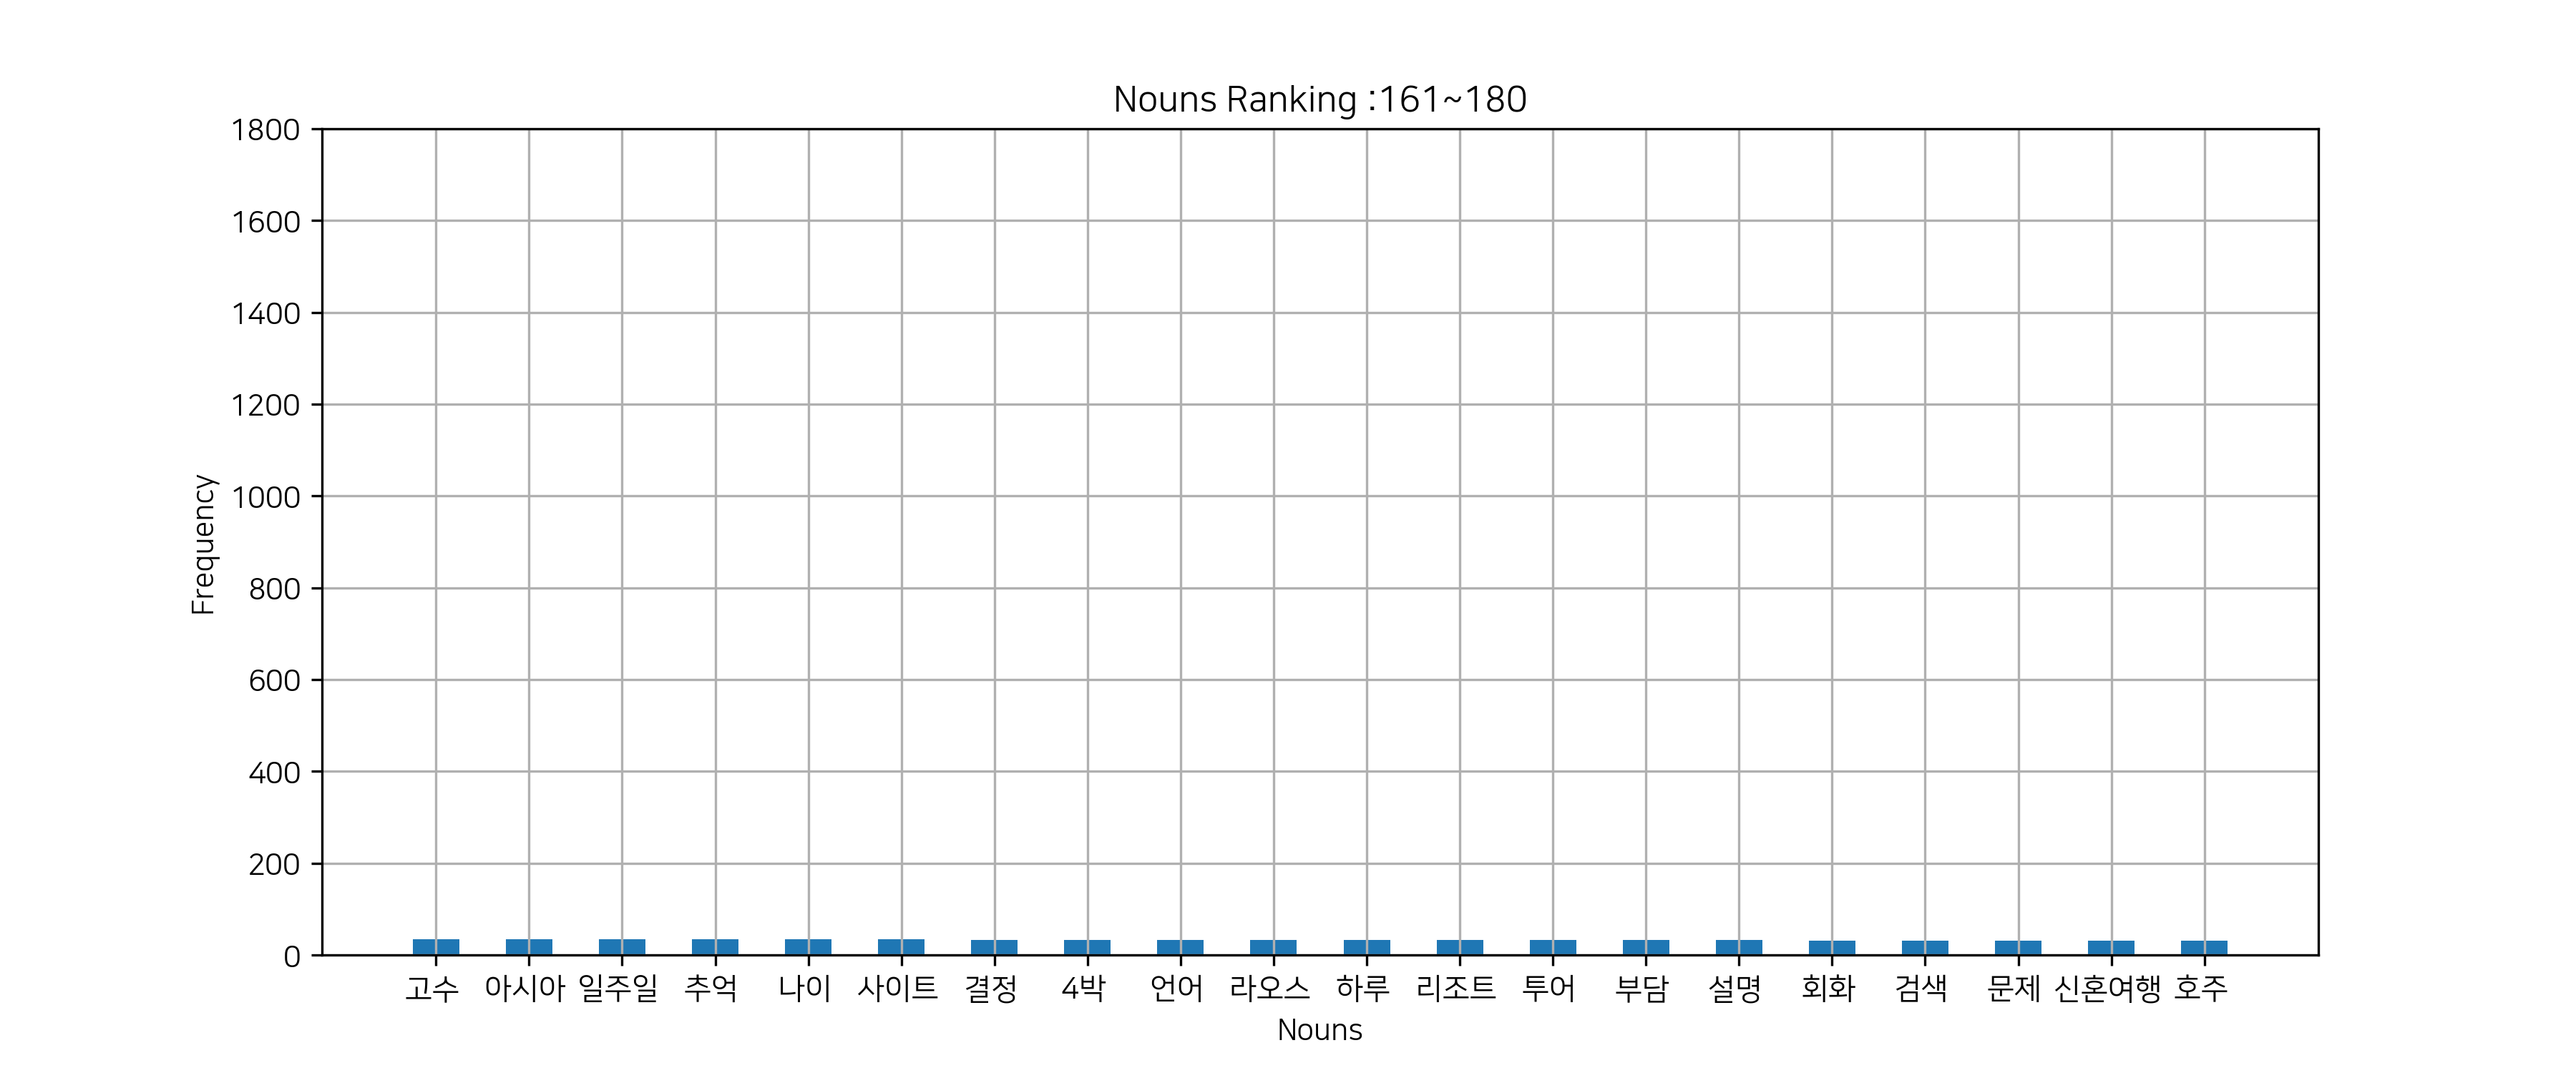 Nouns Ranking :161~180
1800
1600
1400
1200
1000
800
600
400
200
0
Frequency
고수 아시아 일주일 추억 나이 사이트 결정 4박 언어 라오스 하루 리조트 투어 부담 설명 회화 검색 문제 신혼여행 호주
Nouns